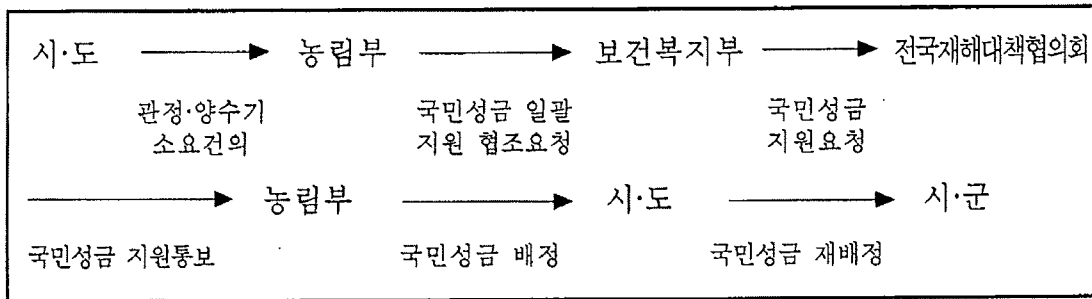 시·도 → 농림부 → 보건복지부 → 전국재해대책협의회
관정·양수기 국민성금 일괄 국민성금
소요건의 지원 협조요청 지원요청
→ 농림부 → 시·도 → 시·군
국민성금 지원통보 국민성금 배정 국민성금 재배정